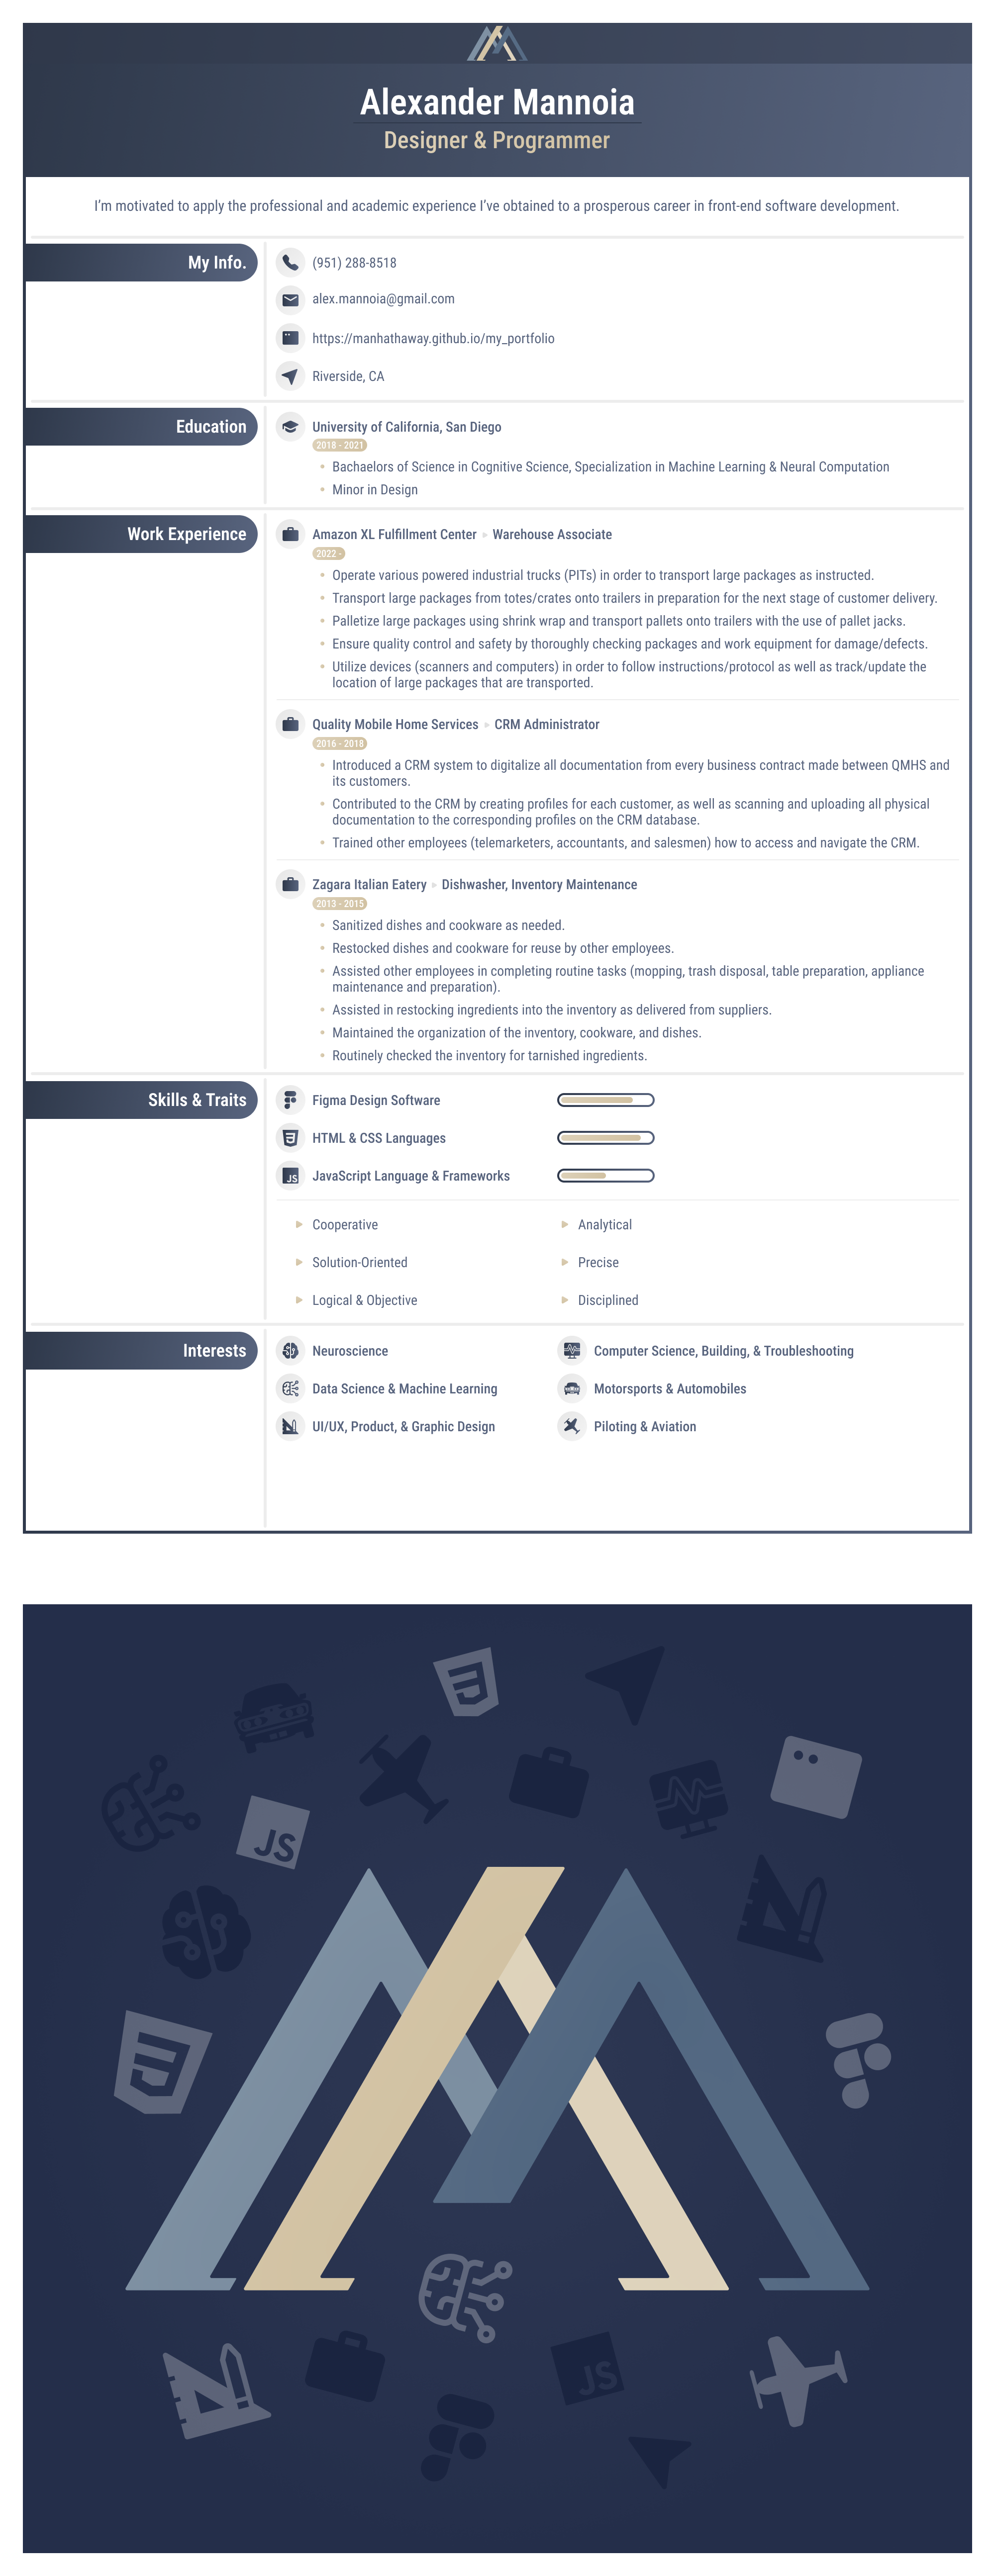 Alexander Mannoia
Designer & Programmer
I'm motivated to apply the professional and academic experience I've obtained to a prosperous career in front-end software development.
My Info.
(951) 288-8518
alex.mannoia@gmail.com
https://manhathaway.github.io/my_portfolio
Riverside, CA
Education
University of California, San Diego
2018 - 2021
Bachaelors of Science in Cognitive Science, Specialization in Machine Learning & Neural Computation
Minor in Design
Work Experience
Amazon XL Fulfillment Center Warehouse Associate
2022 -
Operate various powered industrial trucks (PITs) in order to transport large packages as instructed.
Transport large packages from totes/crates onto trailers in preparation for the next stage of customer delivery.
Palletize large packages using shrink wrap and transport pallets onto trailers with the use of pallet jacks.
Ensure quality control and safety by thoroughly checking packages and work equipment for damage/defects.
Utilize devices (scanners and computers) in order to follow instructions/protocol as well as track/update the
location of large packages that are transported.
Quality Mobile Home Services CRM Administrator
2016 - 2018
Introduced a CRM system to digitalize all documentation from every business contract made between QMHS and
its customers.
Contributed to the CRM by creating profiles for each customer, as well as scanning and uploading all physical
documentation to the corresponding profiles on the CRM database.
Trained other employees (telemarketers, accountants, and salesmen) how to access and navigate the CRM.
Zagara Italian Eatery Dishwasher, Inventory Maintenance
2013 - 2015
Sanitized dishes and cookware as needed.
Restocked dishes and cookware for reuse by other employees.
Assisted other employees in completing routine tasks (mopping, trash disposal, table preparation, appliance
maintenance and preparation).
Assisted in restocking ingredients into the inventory as delivered from suppliers.
Maintained the organization of the inventory, cookware, and dishes.
Routinely checked the inventory for tarnished ingredients.
Skills & Traits
Figma Design Software
HTML & CSS Languages
JS JavaScript Language & Frameworks
Cooperative Analytical
Solution-Oriented Precise
Logical & Objective Disciplined
Interests
Neuroscience Computer Science, Building, & Troubleshooting
Data Science & Machine Learning Motorsports & Automobiles
UI/UX, Product, & Graphic Design Piloting & Aviation
JS
JS